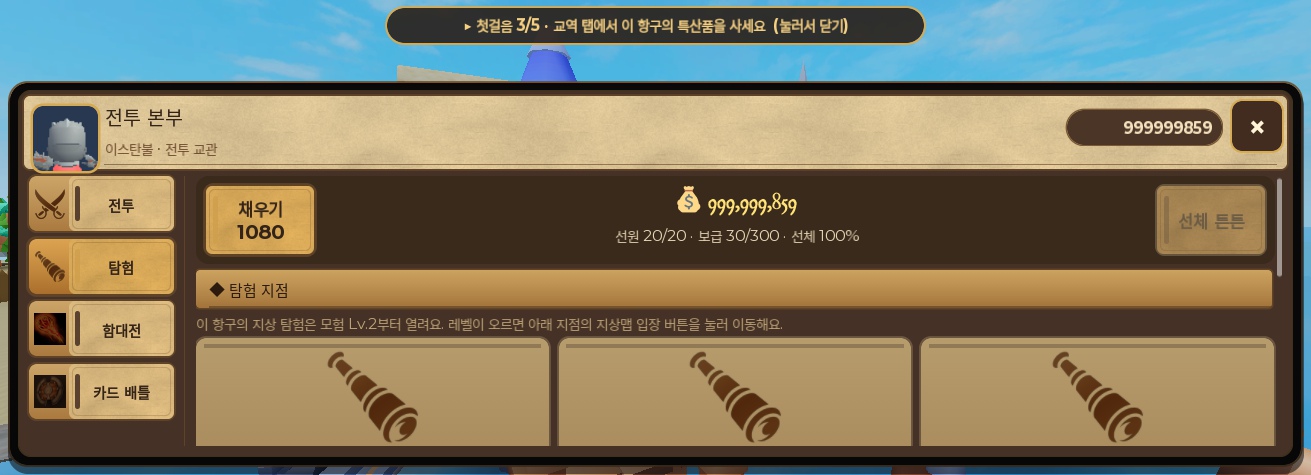 ▸ 첫걸음 3/5 · 교역 탭에서 이 항구의 특산품을 사세요 (눌러서 닫기)
전투 본부
이스탄불 · 전투 교관
999999859
×
전투
탐험
함대전
카드 배틀
채우기
1080
$ 999,999,859
선원 20/20 · 보급 30/300 · 선체 100%
선체 튼튼
◆ 탐험 지점
이 항구의 지상 탐험은 모험 Lv.2부터 열려요. 레벨이 오르면 아래 지점의 지상맵 입장 버튼을 눌러 이동해요.